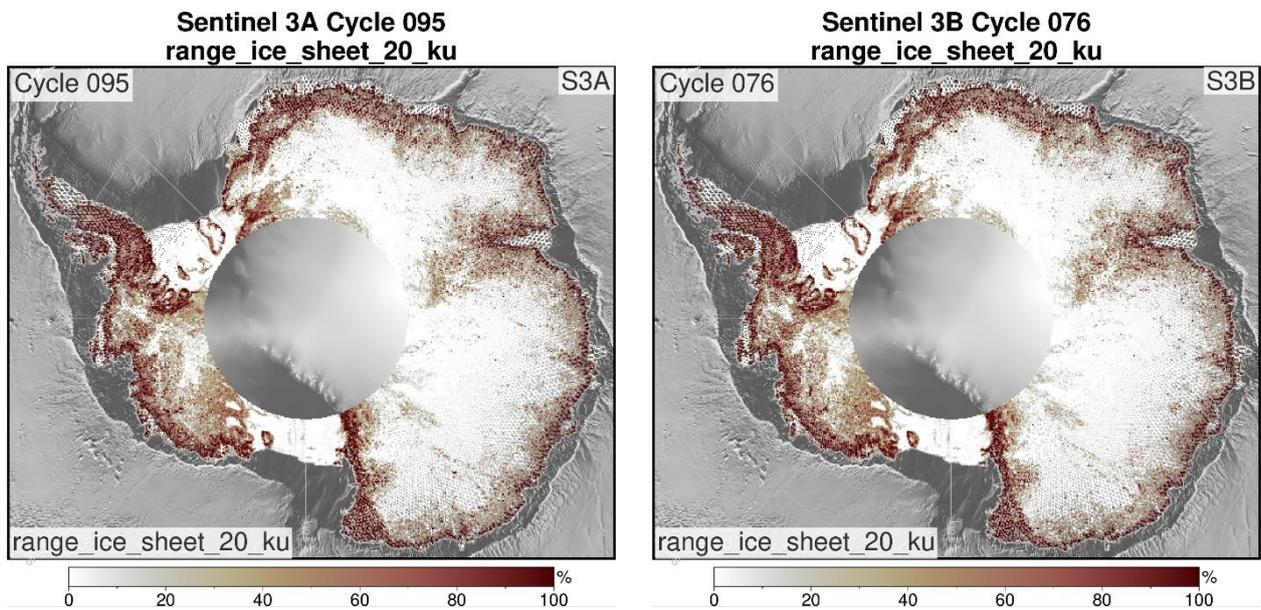 Sentinel 3A Cycle 095
range_ice_sheet_20_ku
Cycle 095
S3A
range_ice_sheet_20_ku
0 20 40 60 80 100
%
Sentinel 3B Cycle 076
range_ice_sheet_20_ku
Cycle 076
S3B
range_ice_sheet_20_ku
0 20 40 60 80 100
%